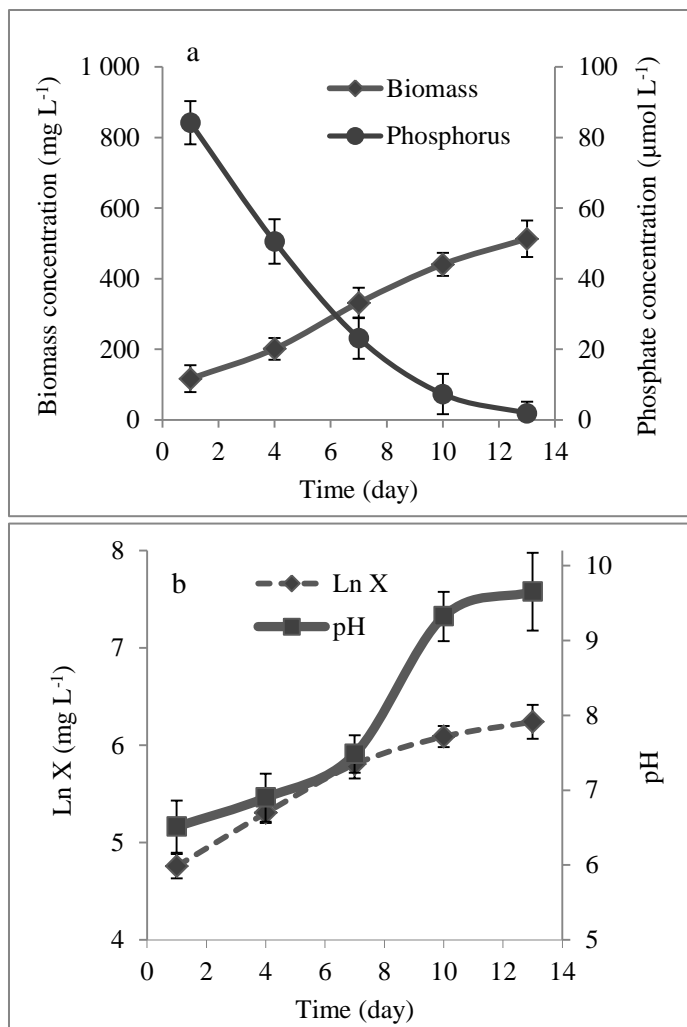 a
Biomass
Phosphorus
1 000
800
600
400
200
0
100
80
60
40
20
0
Biomass concentration (mg L⁻¹)
Phosphate concentration (µmol L⁻¹)
0 2 4 6 8 10 12 14
Time (day)
b
Ln X
pH
8
7
6
5
4
10
9
8
7
6
5
Ln X (mg L⁻¹)
pH
0 2 4 6 8 10 12 14
Time (day)